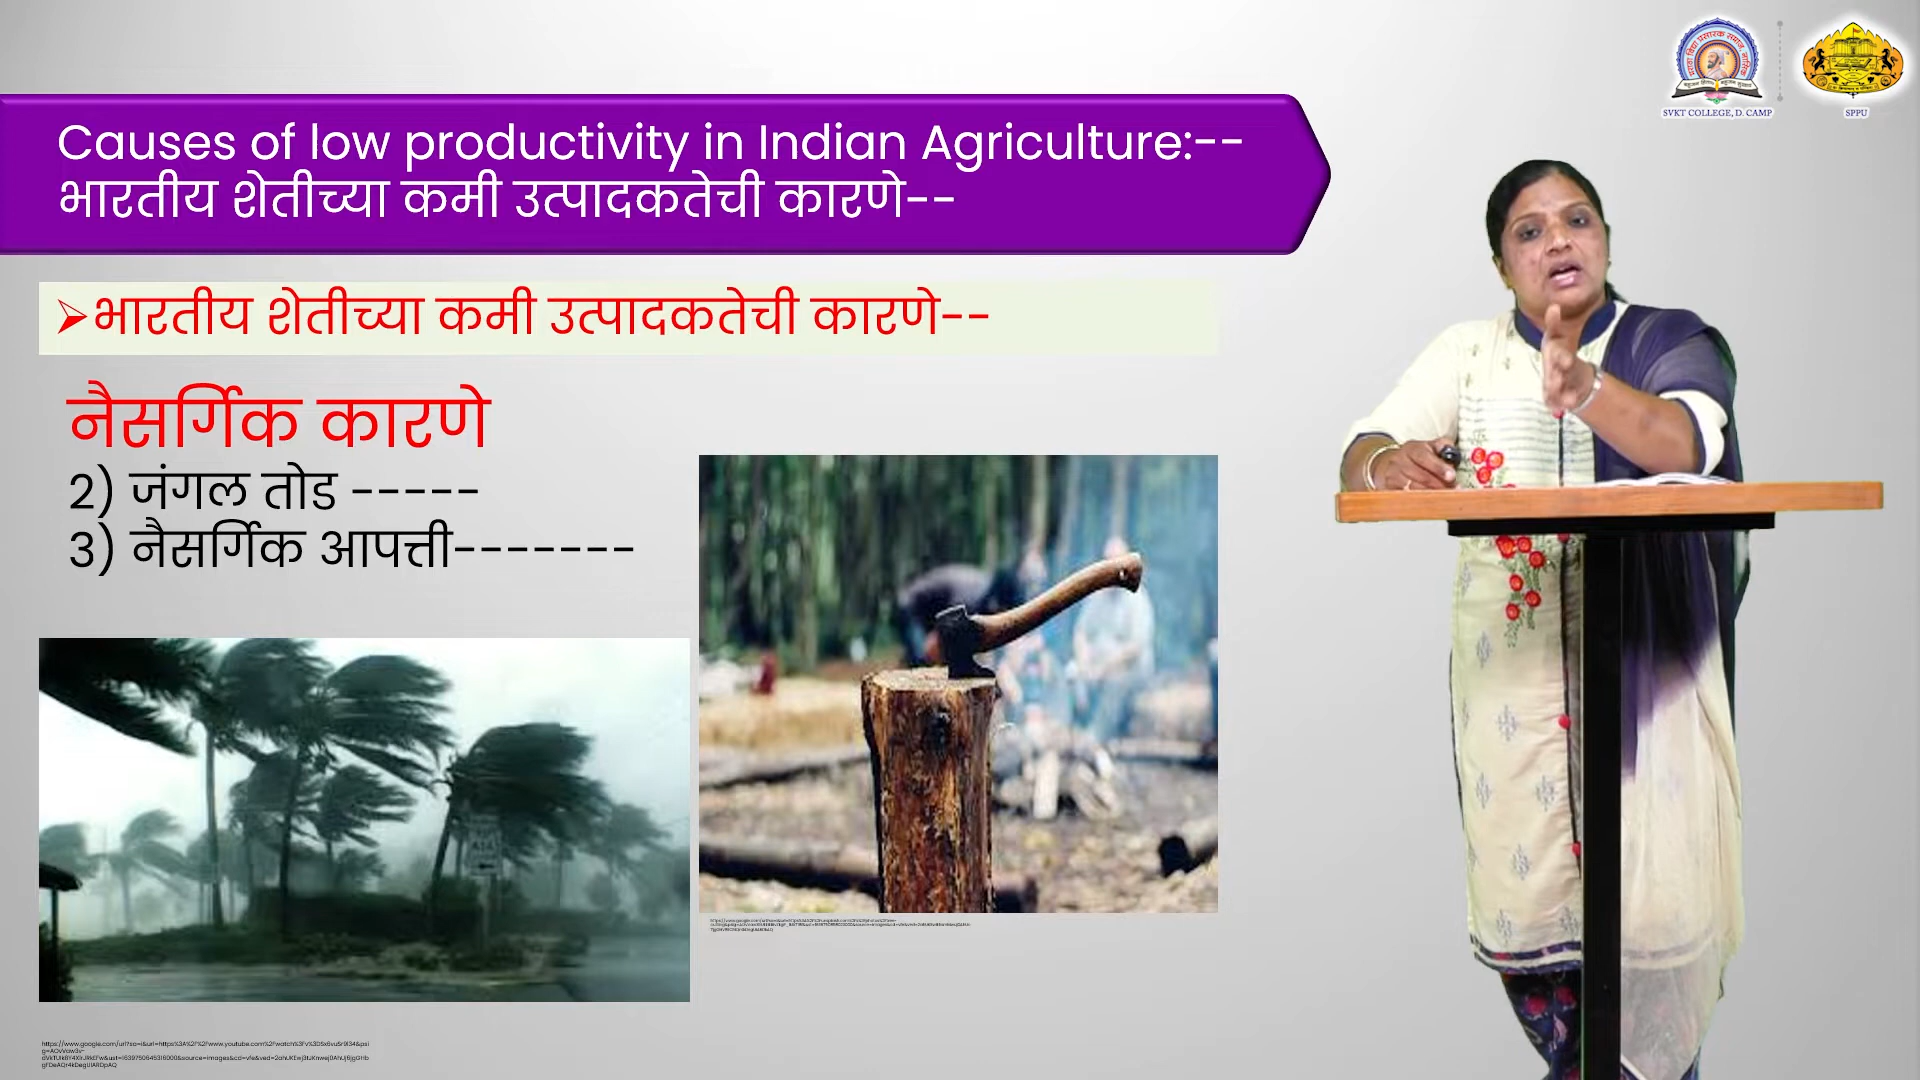 SVKT COLLEGE, D. CAMP
SPPU
Causes of low productivity in Indian Agriculture:--
भारतीय शेतीच्या कमी उत्पादकतेची कारणे--
➢भारतीय शेतीच्या कमी उत्पादकतेची कारणे--
नैसर्गिक कारणे
2) जंगल तोड -----
3) नैसर्गिक आपत्ती-------